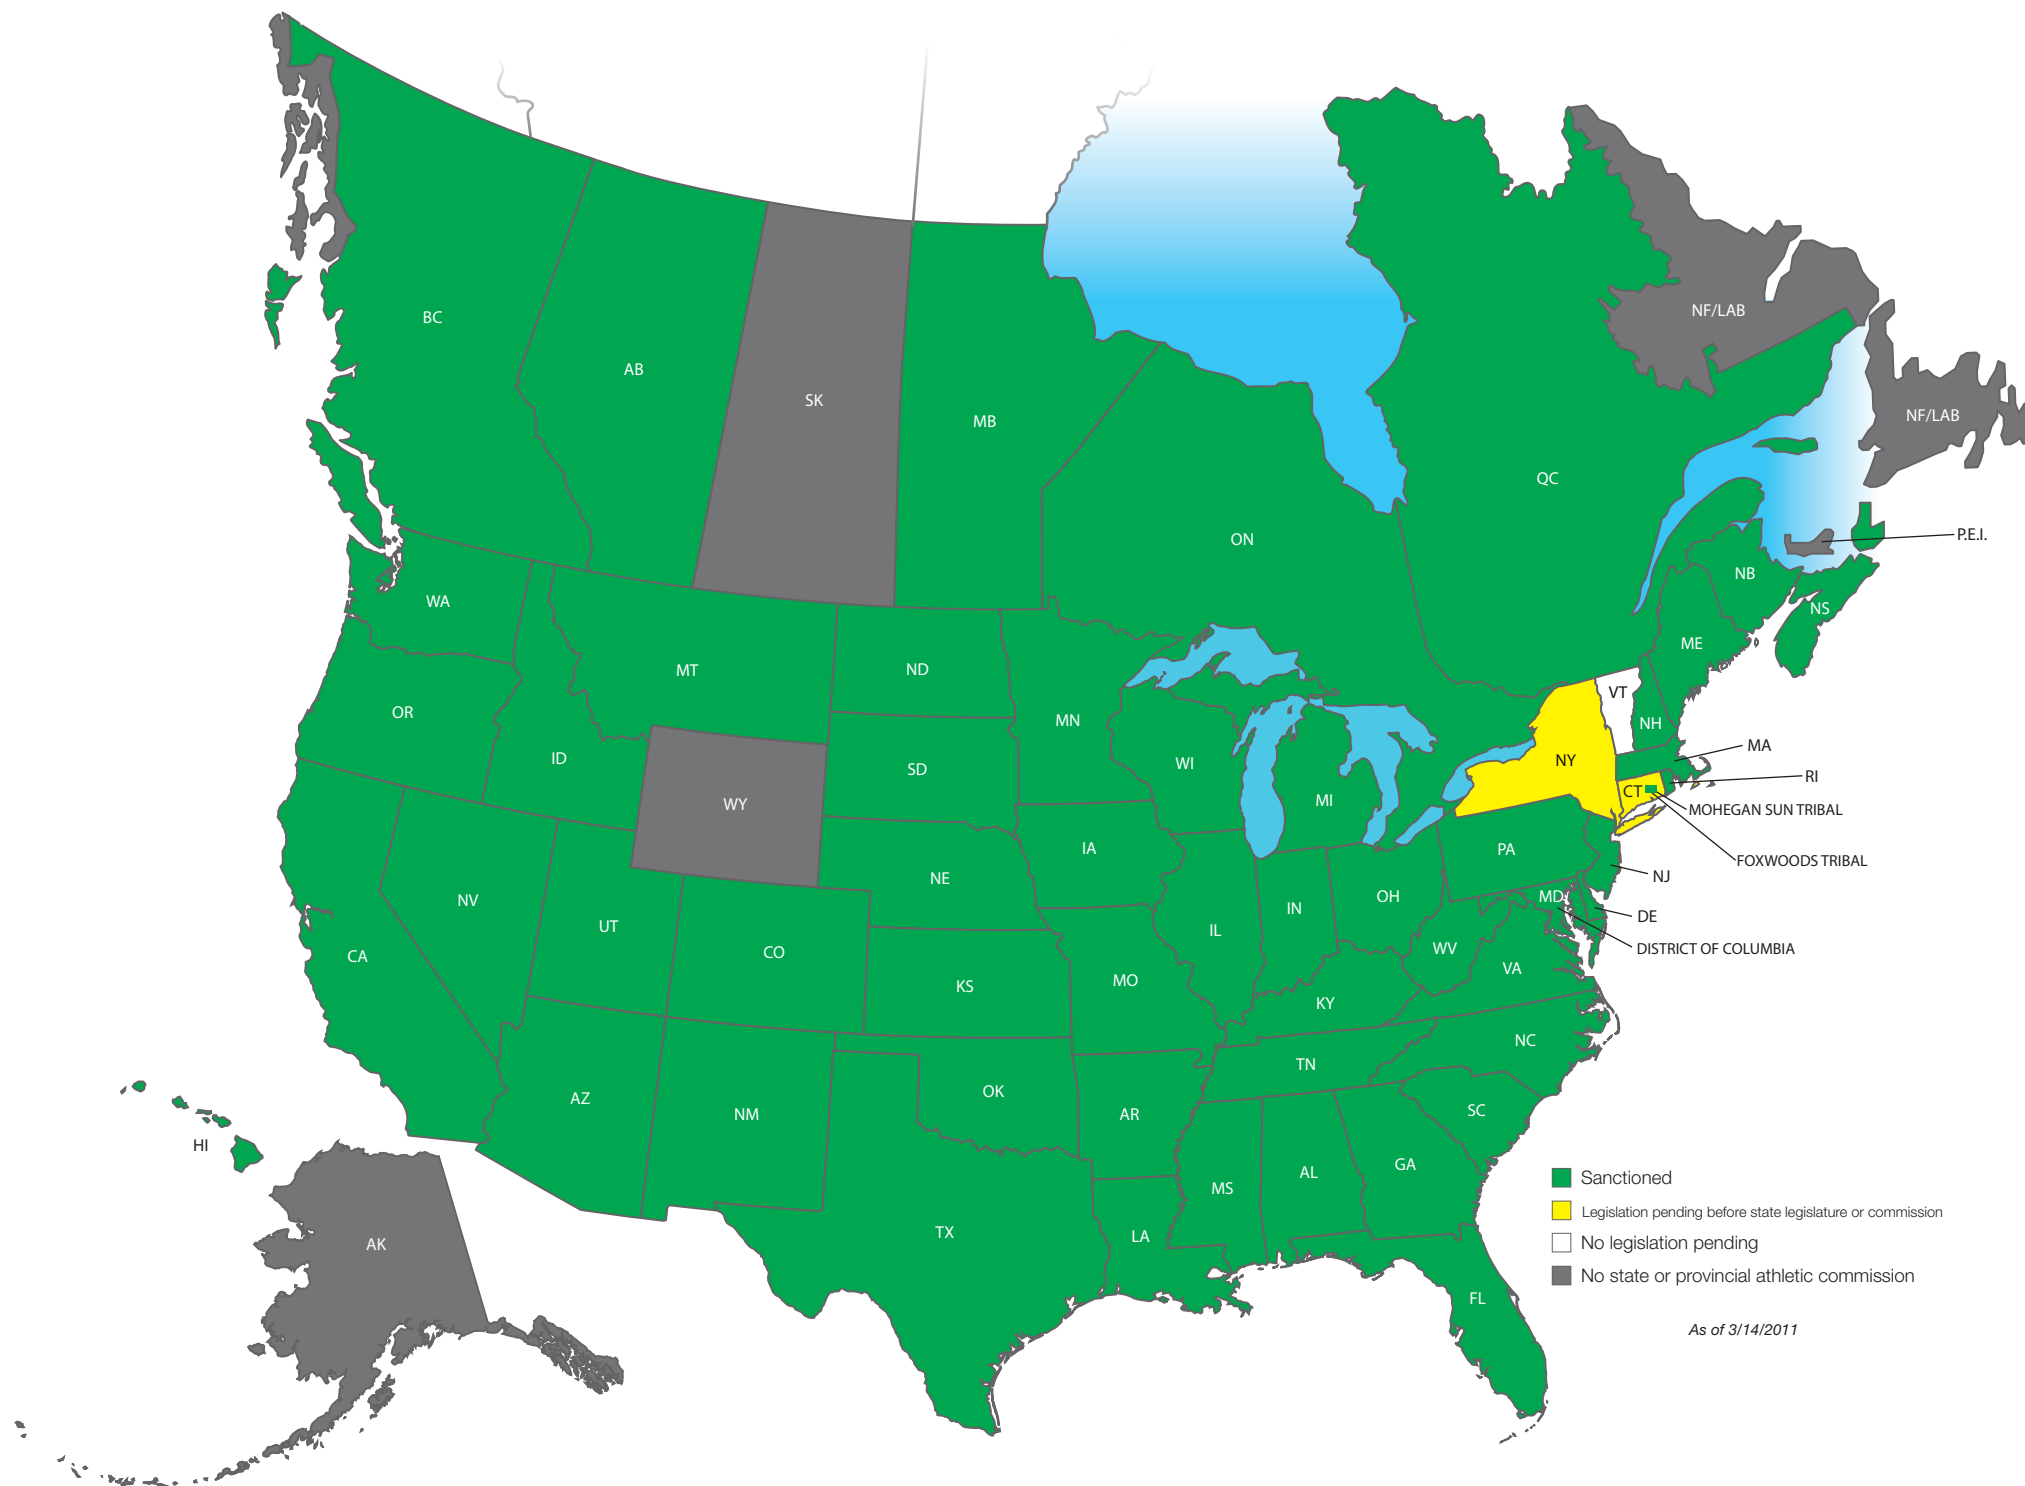 NF/LAB
BC
AB
SK
NF/LAB
MB
QC
P.E.I.
ON
NB
WA
NS
ME
ND
MT
VT
OR
MN
NH
MA
ID
NY
WI
SD
RI
CT
MI
WY
MOHEGAN SUN TRIBAL
IA
PA
FOXWOODS TRIBAL
NJ
NE
OH
MD
NV
IN
DE
UT
IL
WV
DISTRICT OF COLUMBIA
CO
CA
VA
MO
KS
KY
NC
TN
OK
AZ
SC
NM
AR
HI
GA
AL
Sanctioned
MS
Legislation pending before state legislature or commission
TX
LA
No legislation pending
AK
No state or provincial athletic commission
FL
As of 3/14/2011